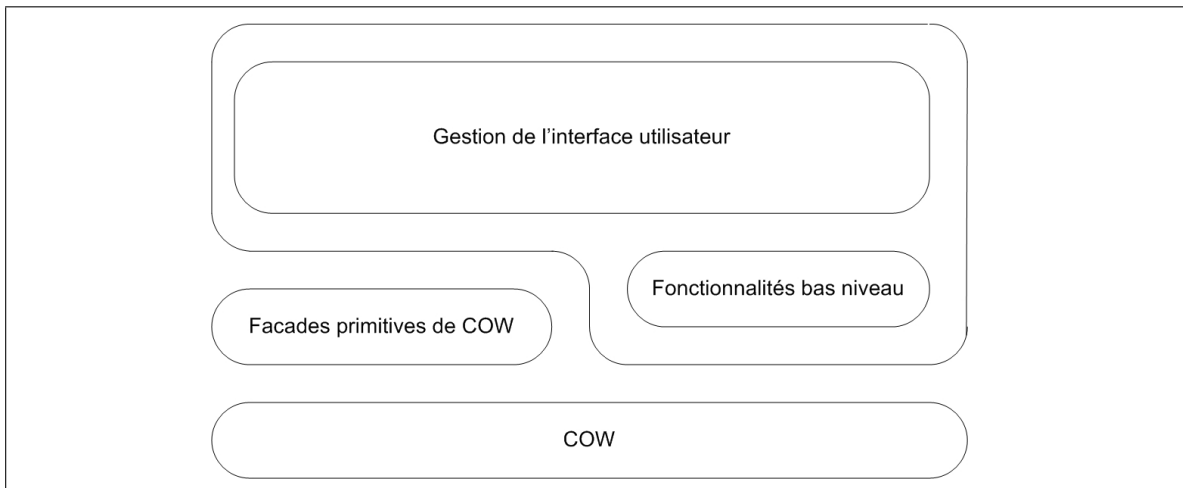 Gestion de l'interface utilisateur
Fonctionnalités bas niveau
Facades primitives de COW
COW